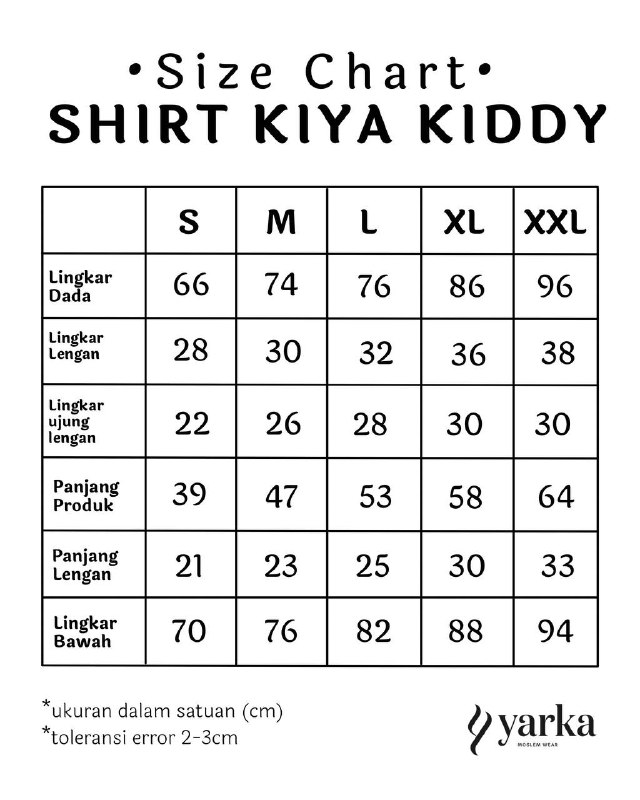 •Size Chart•
SHIRT KIYA KIDDY
S M L XL XXL
Lingkar
Dada
66 74 76 86 96
Lingkar
Lengan
28 30 32 36 38
Lingkar
ujung
lengan
22 26 28 30 30
Panjang
Produk
39 47 53 58 64
Panjang
Lengan
21 23 25 30 33
Lingkar
Bawah
70 76 82 88 94
*ukuran dalam satuan (cm)
*toleransi error 2-3cm
yarka
MOSLEM WEAR